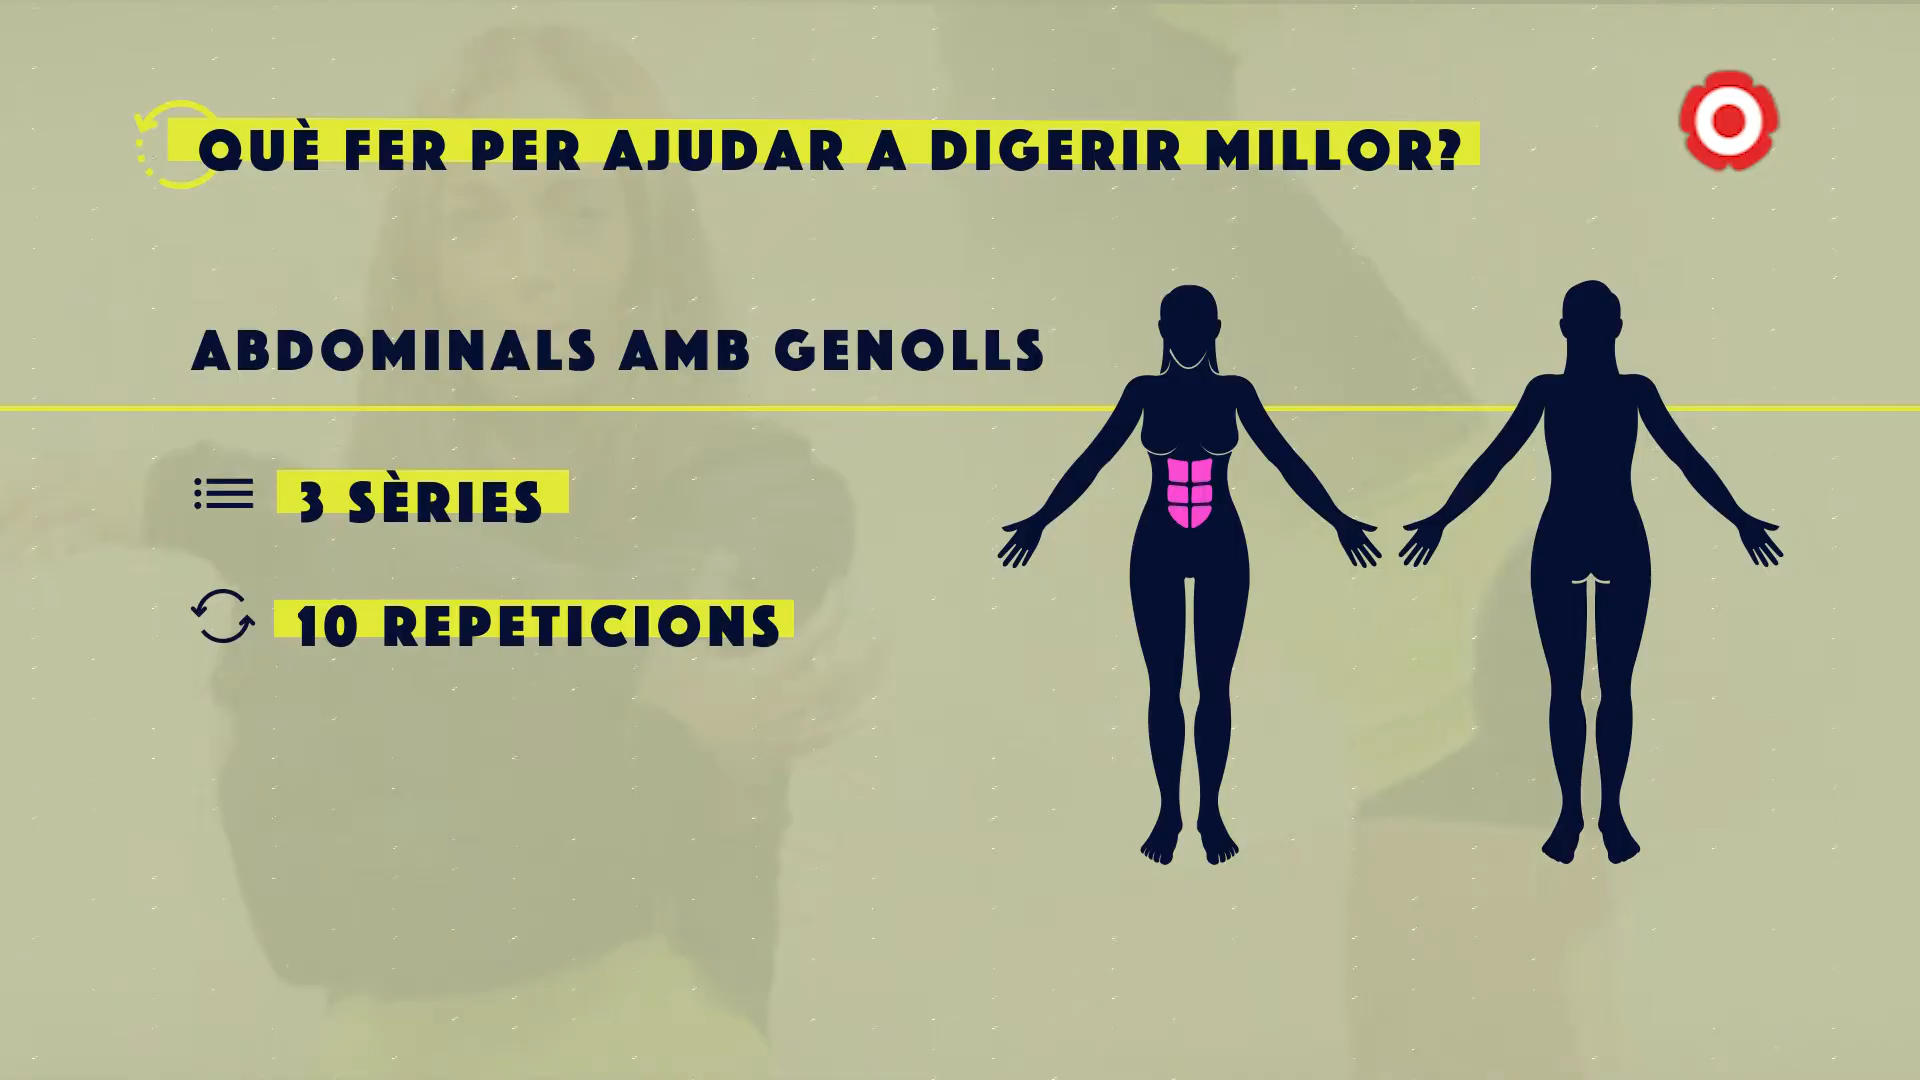 QUÈ FER PER AJUDAR A DIGERIR MILLOR?
ABDOMINALS AMB GENOLLS
3 SÈRIES
10 REPETICIONS